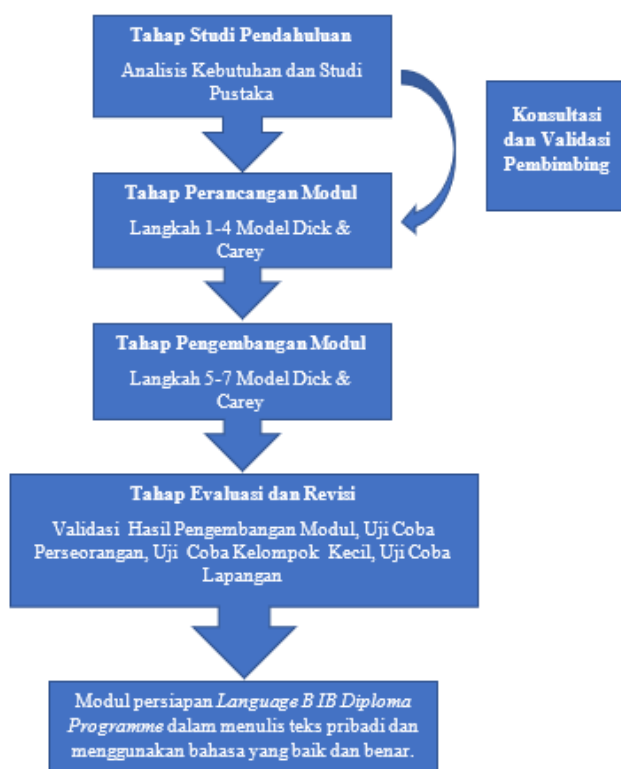 Tahap Studi Pendahuluan
Analisis Kebutuhan dan Studi
Pustaka
Konsultasi
dan Validasi
Pembimbing
Tahap Perancangan Modul
Langkah 1-4 Model Dick &
Carey
Tahap Pengembangan Modul
Langkah 5-7 Model Dick &
Carey
Tahap Evaluasi dan Revisi
Validasi Hasil Pengembangan Modul, Uji Coba
Perseorangan, Uji Coba Kelompok Kecil, Uji Coba
Lapangan
Modul persiapan Language B IB Diploma
Programme dalam menulis teks pribadi dan
menggunakan bahasa yang baik dan benar.